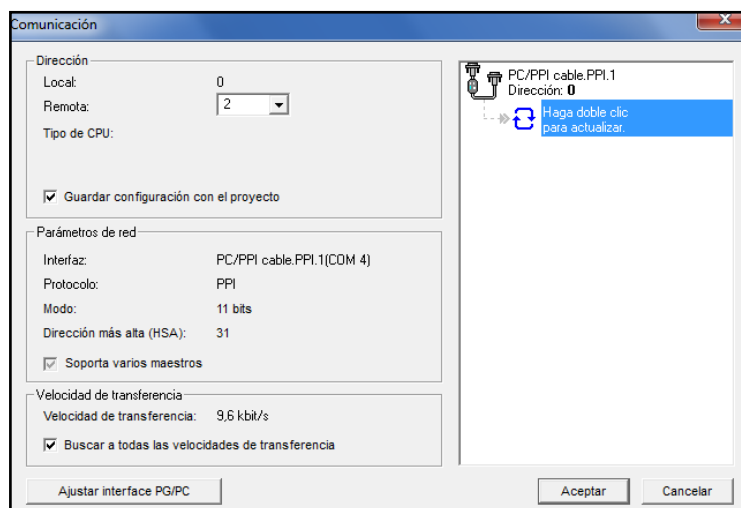 Comunicación
Dirección
Local: 0
Remota: 2
Tipo de CPU:
Guardar configuración con el proyecto
Parámetros de red
Interfaz: PC/PPI cable.PPI.1(COM 4)
Protocolo: PPI
Modo: 11 bits
Dirección más alta (HSA): 31
Soporta varios maestros
Velocidad de transferencia
Velocidad de transferencia: 9,6 kbit/s
Buscar a todas las velocidades de transferencia
Ajustar interface PG/PC
PC/PPI cable.PPI.1
Dirección: 0
Haga doble clic
para actualizar.
Aceptar
Cancelar